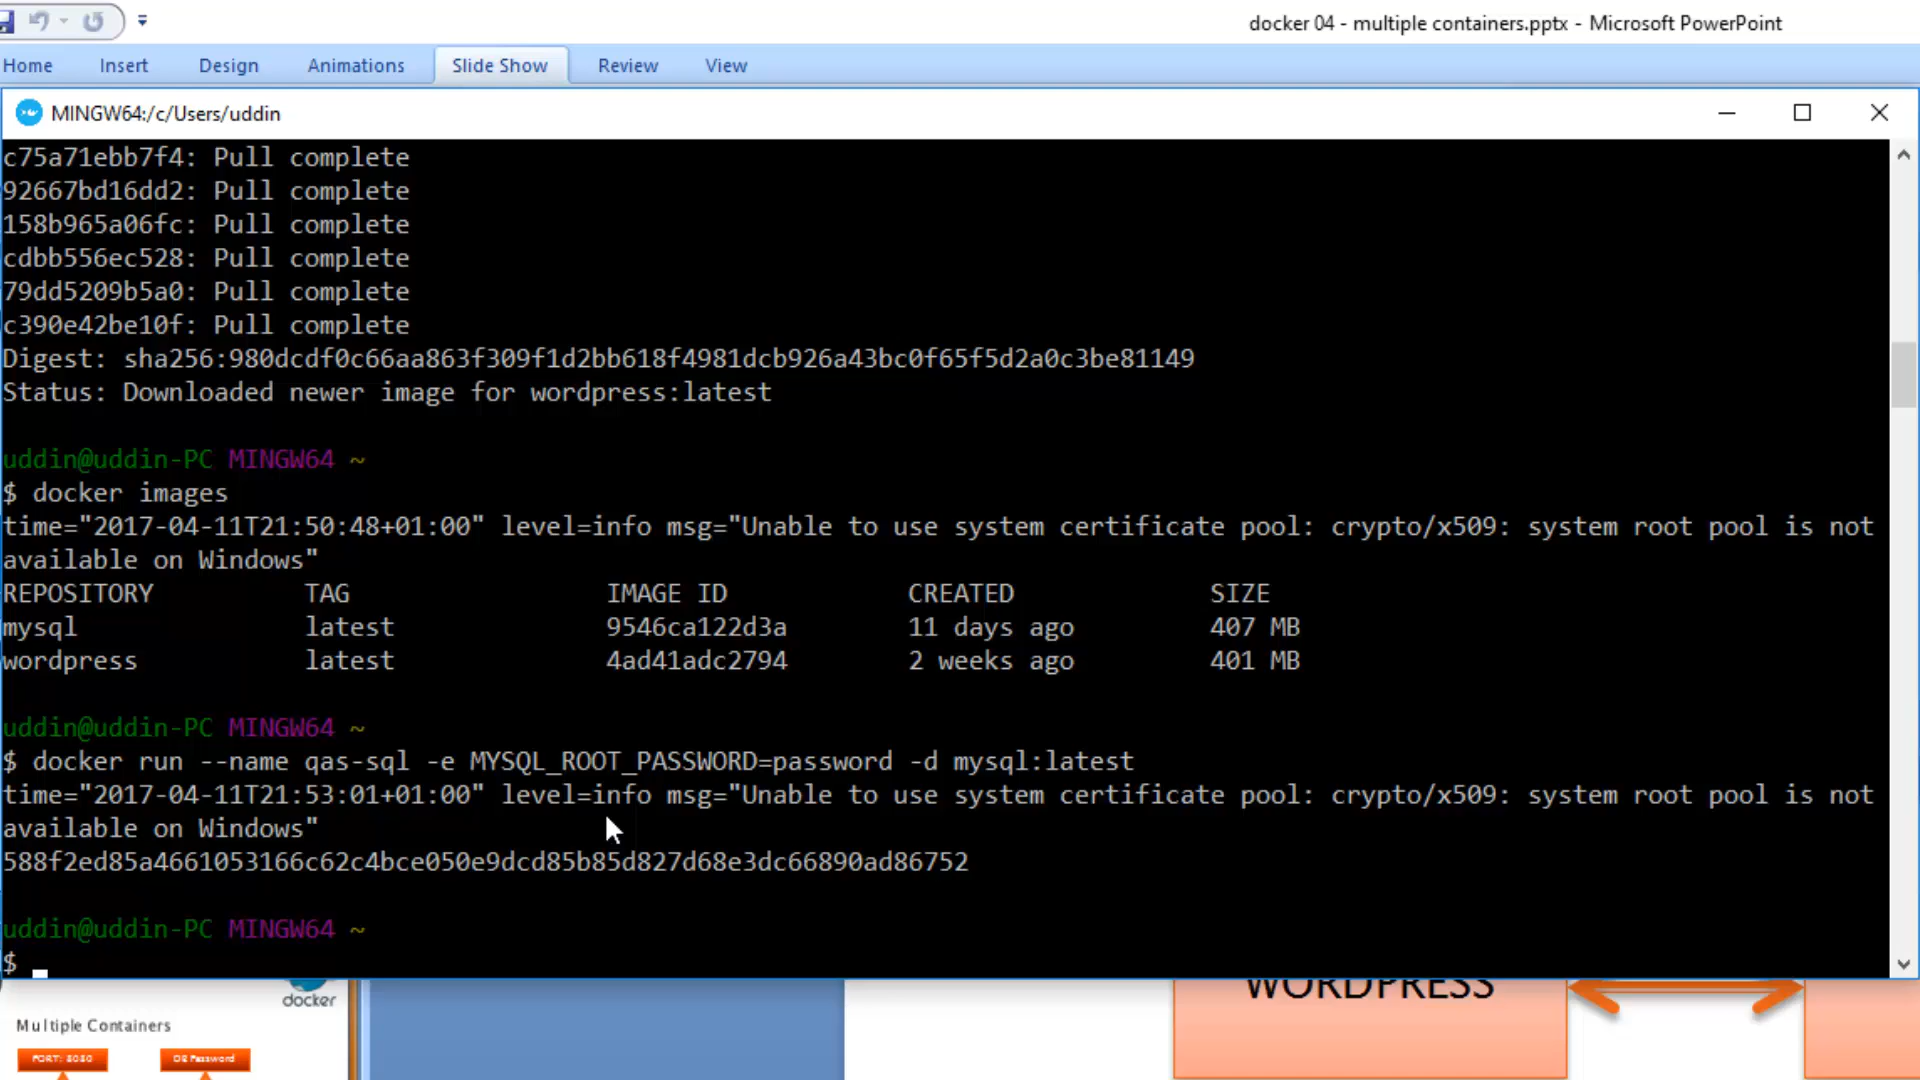 docker 04 - multiple containers.pptx - Microsoft PowerPoint
Home Insert Design Animations Slide Show Review View
MINGW64:/c/Users/uddin
c75a71ebb7f4: Pull complete
92667bd16dd2: Pull complete
158b965a06fc: Pull complete
cdbb556ec528: Pull complete
79dd5209b5a0: Pull complete
c390e42be10f: Pull complete
Digest: sha256:980dcdf0c66aa863f309f1d2bb618f4981dcb926a43bc0f65f5d2a0c3be81149
Status: Downloaded newer image for wordpress:latest
uddin@uddin-PC MINGW64 ~
$ docker images
time="2017-04-11T21:50:48+01:00" level=info msg="Unable to use system certificate pool: crypto/x509: system root pool is not
available on Windows"
REPOSITORY TAG IMAGE ID CREATED SIZE
mysql latest 9546ca122d3a 11 days ago 407 MB
wordpress latest 4ad41adc2794 2 weeks ago 401 MB
uddin@uddin-PC MINGW64 ~
$ docker run --name qas-sql -e MYSQL_ROOT_PASSWORD=password -d mysql:latest
time="2017-04-11T21:53:01+01:00" level=info msg="Unable to use system certificate pool: crypto/x509: system root pool is not
available on Windows"
588f2ed85a4661053166c62c4bce050e9dcd85b85d827d68e3dc66890ad86752
uddin@uddin-PC MINGW64 ~
$
WORDPRESS
docker
Multiple Containers
PORT: 8080
DB Password